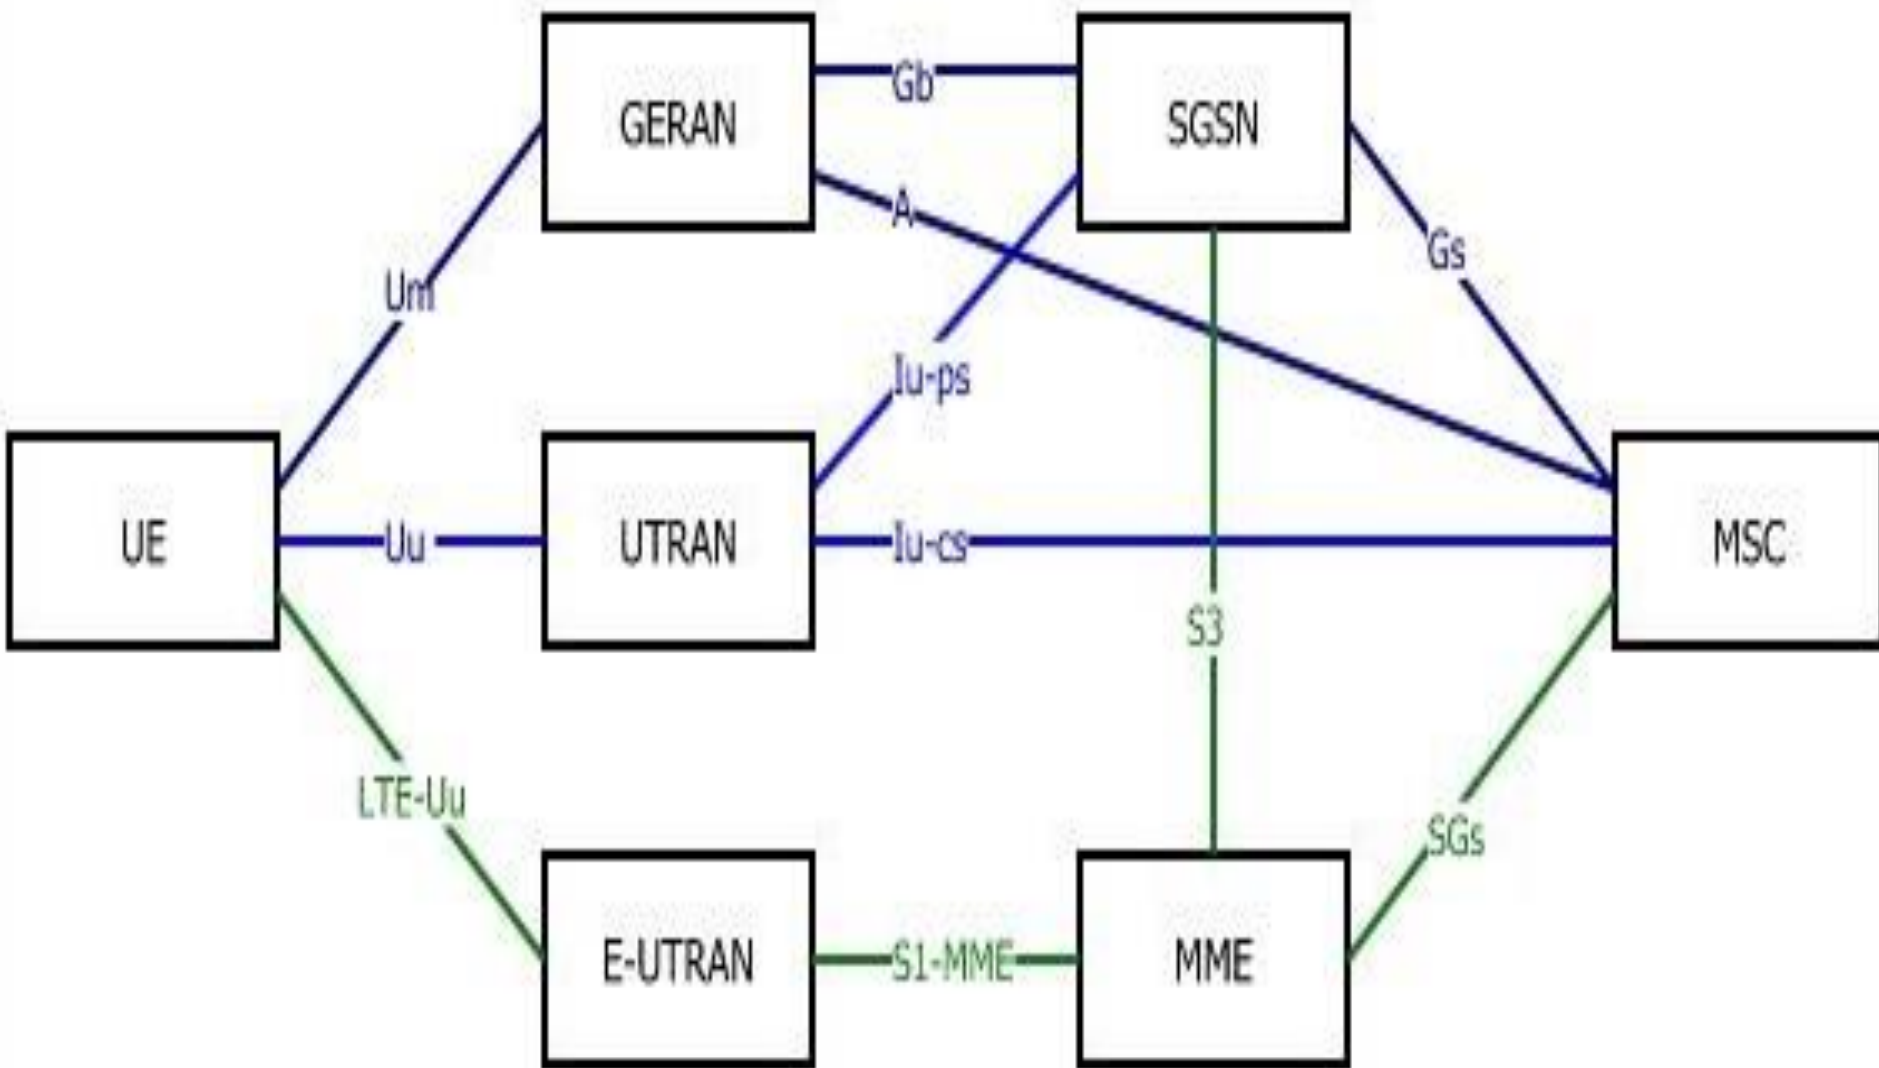 Gb
GERAN
SGSN
A
Gs
Um
Iu-ps
UE
Uu
UTRAN
Iu-cs
MSC
S3
LTE-Uu
SGs
E-UTRAN
S1-MME
MME